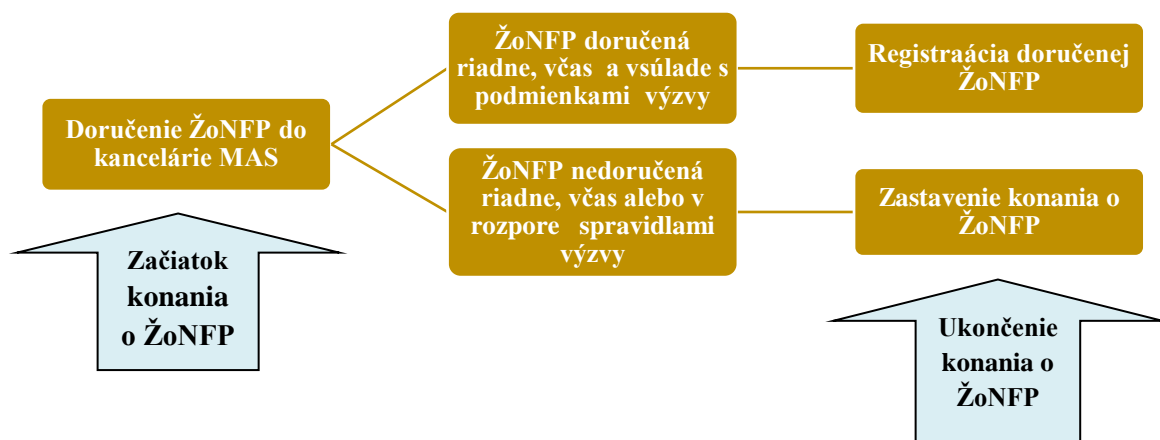 Doručenie ŽoNFP do
kancelárie MAS
ŽoNFP doručená
riadne, včas a vsúlade s
podmienkami výzvy
Registraácia doručenej
ŽoNFP
ŽoNFP nedoručená
riadne, včas alebo v
rozpore spravidlami
výzvy
Zastavenie konania o
ŽoNFP
Začiatok
konania
o ŽoNFP
Ukončenie
konania o
ŽoNFP